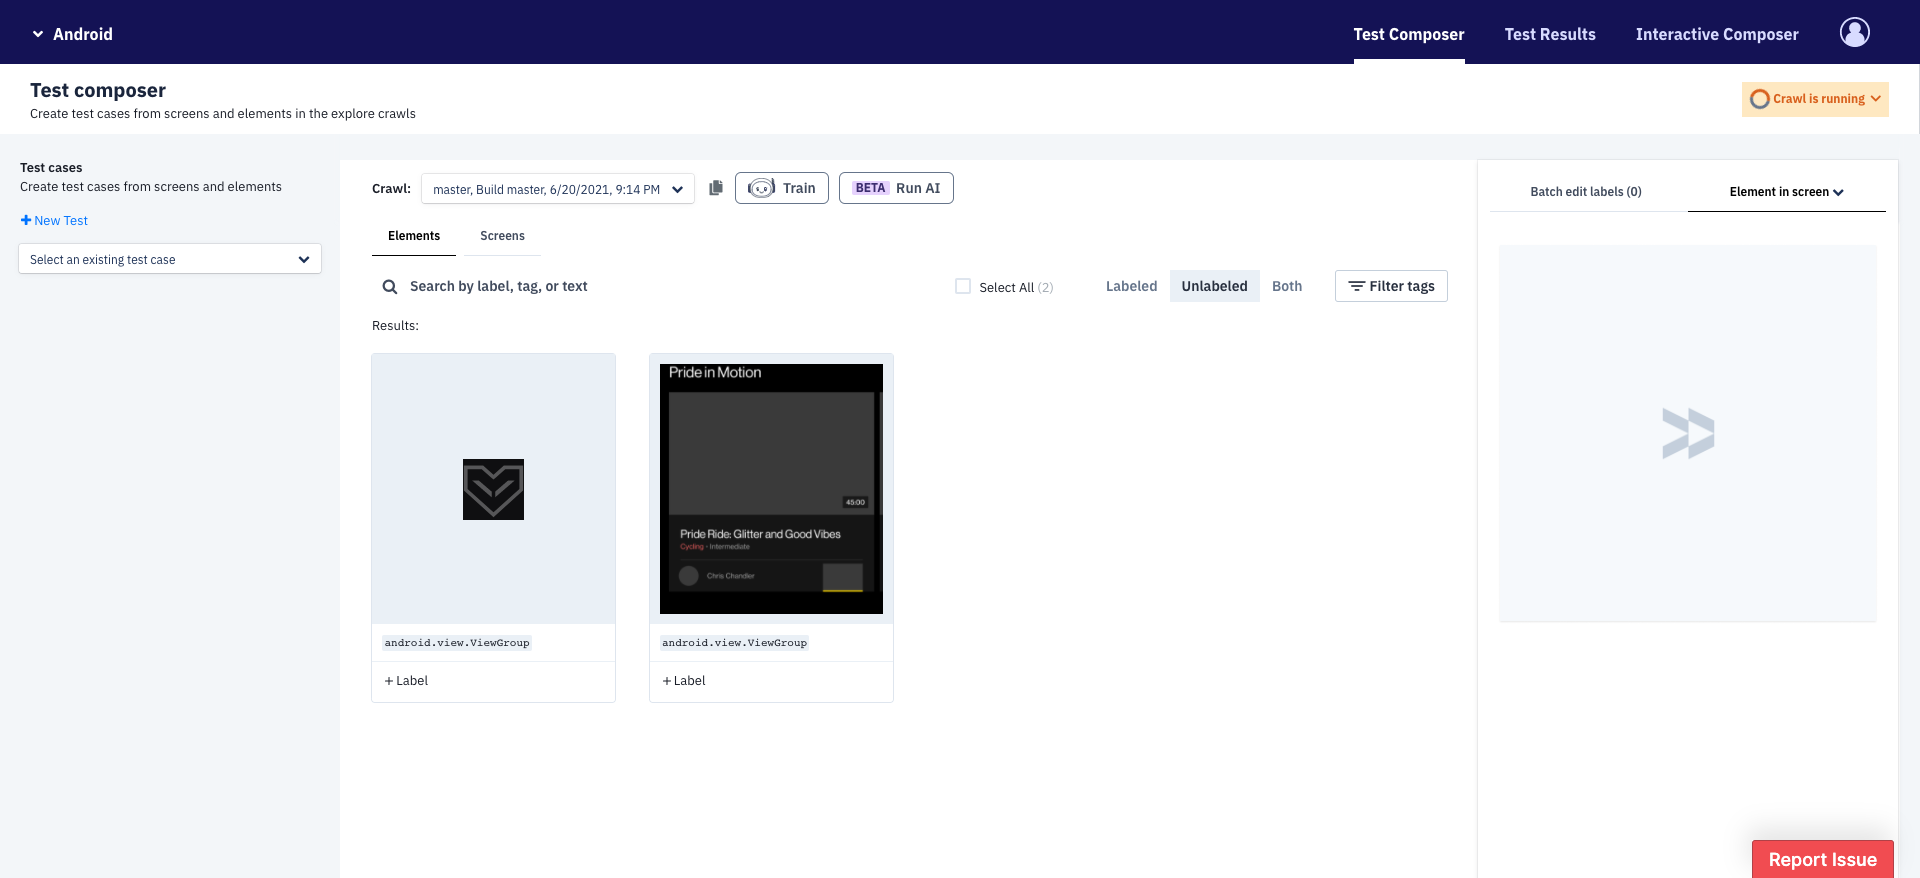 Android
Test Composer
Test Results
Interactive Composer
Test composer
Create test cases from screens and elements in the explore crawls
Crawl is running
Test cases
Create test cases from screens and elements
New Test
Select an existing test case
Crawl:
master, Build master, 6/20/2021, 9:14 PM
Train
BETA Run AI
Batch edit labels (0)
Element in screen
Elements
Screens
Search by label, tag, or text
Select All (2)
Labeled
Unlabeled
Both
Filter tags
Results:
Pride in Motion
45:00
Pride Ride: Glitter and Good Vibes
Cycling · Intermediate
Chris Chandler
android.view.ViewGroup
android.view.ViewGroup
+ Label
+ Label
Report Issue